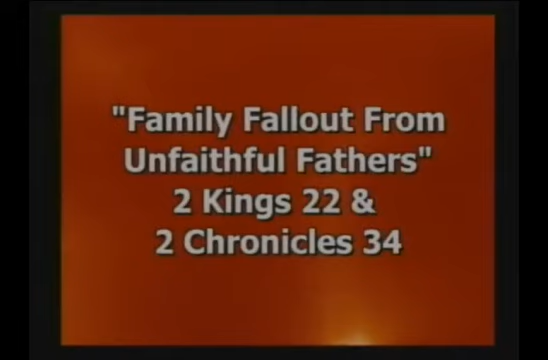 "Family Fallout From
Unfaithful Fathers"
2 Kings 22 &
2 Chronicles 34